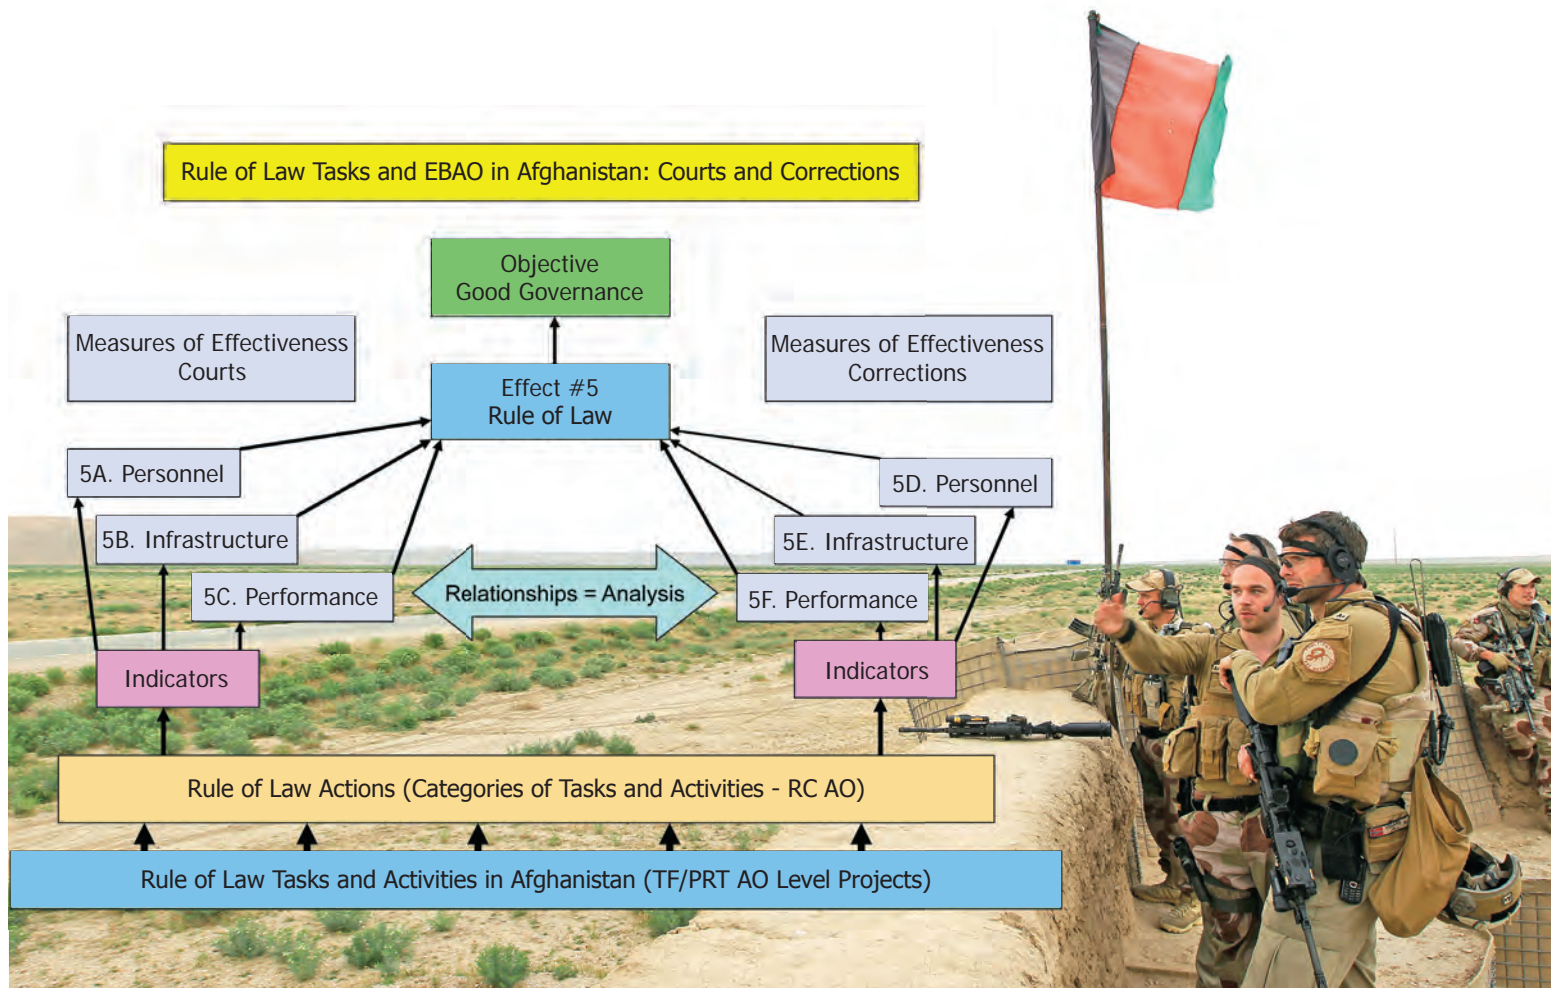 Rule of Law Tasks and EBAO in Afghanistan: Courts and Corrections
Objective
Good Governance
Measures of Effectiveness
Courts
Effect #5
Rule of Law
Measures of Effectiveness
Corrections
5A. Personnel
5B. Infrastructure
5C. Performance
Relationships = Analysis
5D. Personnel
5E. Infrastructure
5F. Performance
Indicators
Indicators
Rule of Law Actions (Categories of Tasks and Activities - RC AO)
Rule of Law Tasks and Activities in Afghanistan (TF/PRT AO Level Projects)